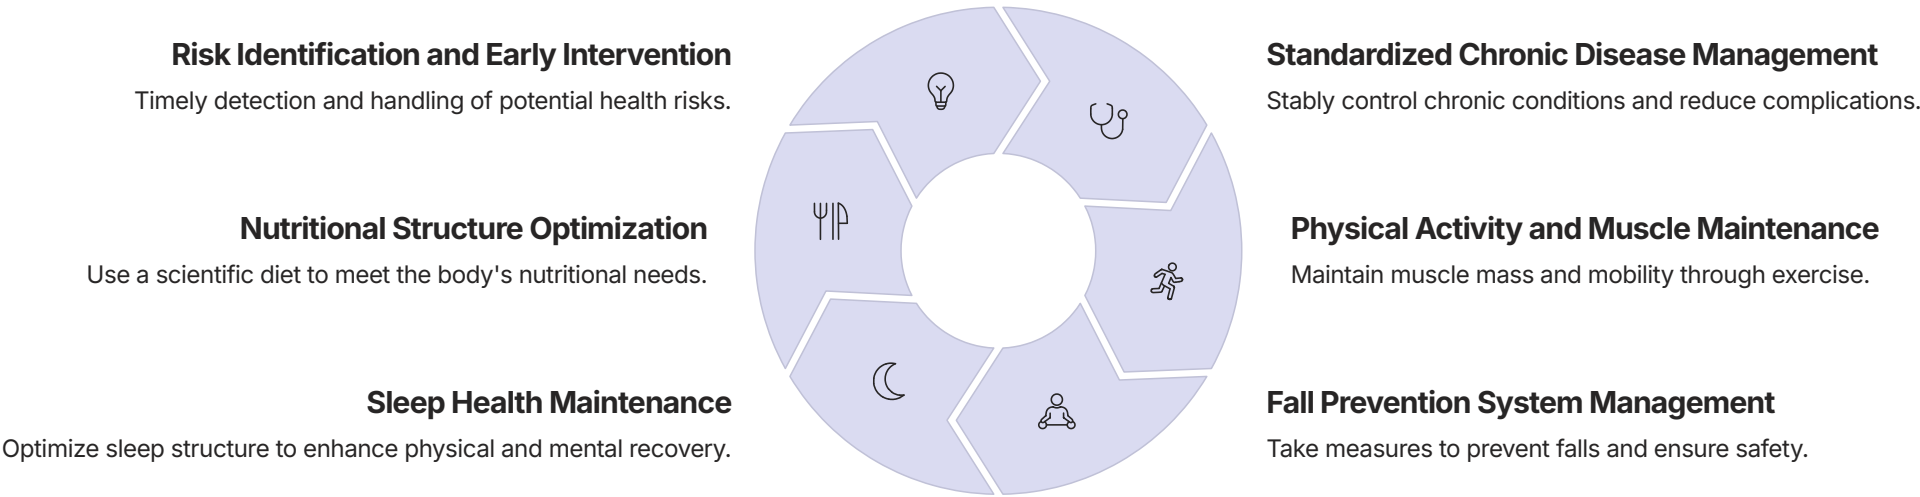 Risk Identification and Early Intervention
Timely detection and handling of potential health risks.
Standardized Chronic Disease Management
Stably control chronic conditions and reduce complications.
Nutritional Structure Optimization
Use a scientific diet to meet the body's nutritional needs.
Physical Activity and Muscle Maintenance
Maintain muscle mass and mobility through exercise.
Sleep Health Maintenance
Optimize sleep structure to enhance physical and mental recovery.
Fall Prevention System Management
Take measures to prevent falls and ensure safety.